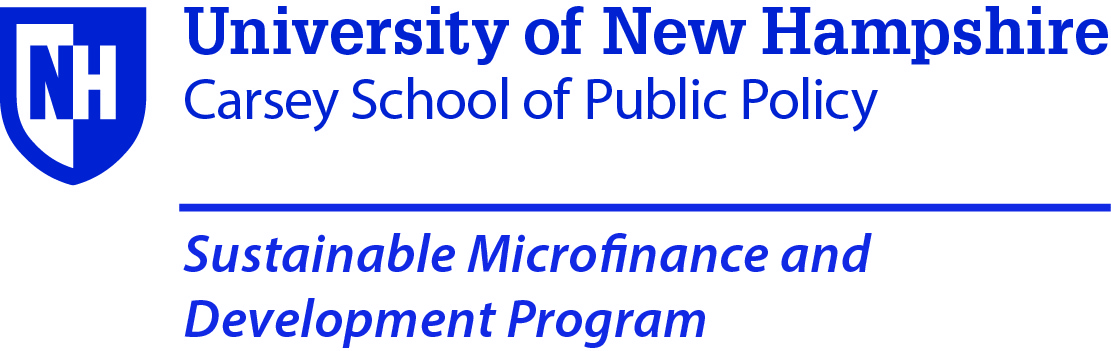 NH
University of New Hampshire
Carsey School of Public Policy
Sustainable Microfinance and
Development Program